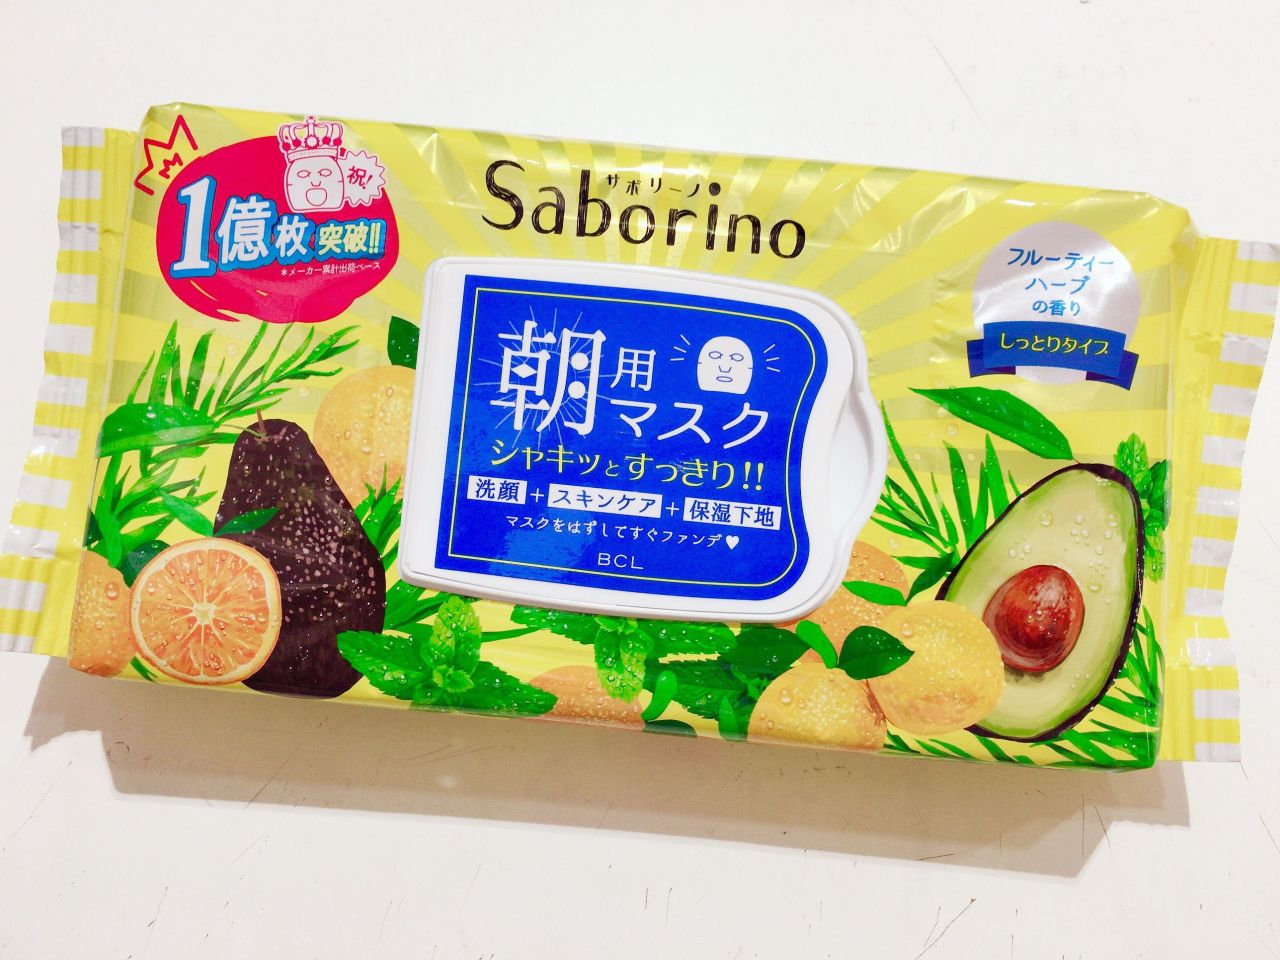 祝!
1億枚突破!!
*メーカー累計出荷ベース
サボリーノ
Saborino
フルーティー
ハーブ
の香り
しっとりタイプ
朝用
マスク
シャキッとすっきり!!
洗顔+スキンケア+保湿下地
マスクをはずしてすぐファンデ♥
BCL